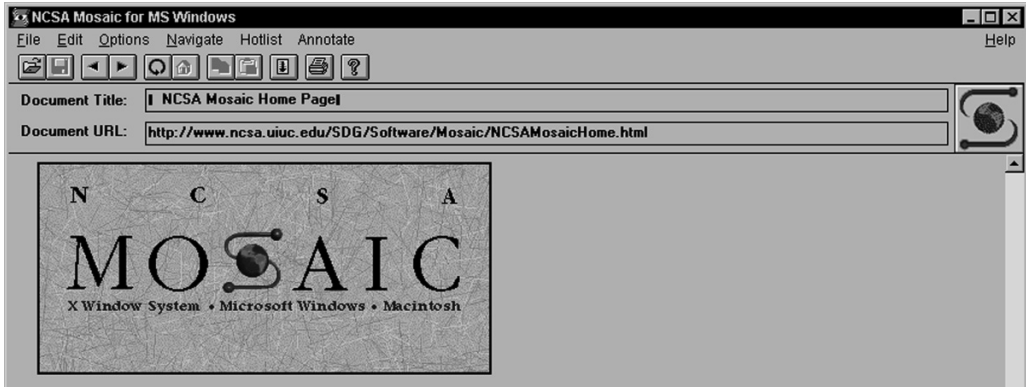 NCSA Mosaic for MS Windows
File Edit Options Navigate Hotlist Annotate Help
Document Title: NCSA Mosaic Home Page
Document URL: http://www.ncsa.uiuc.edu/SDG/Software/Mosaic/NCSAMosaicHome.html
N C S A
MOSAIC
X Window System • Microsoft Windows • Macintosh